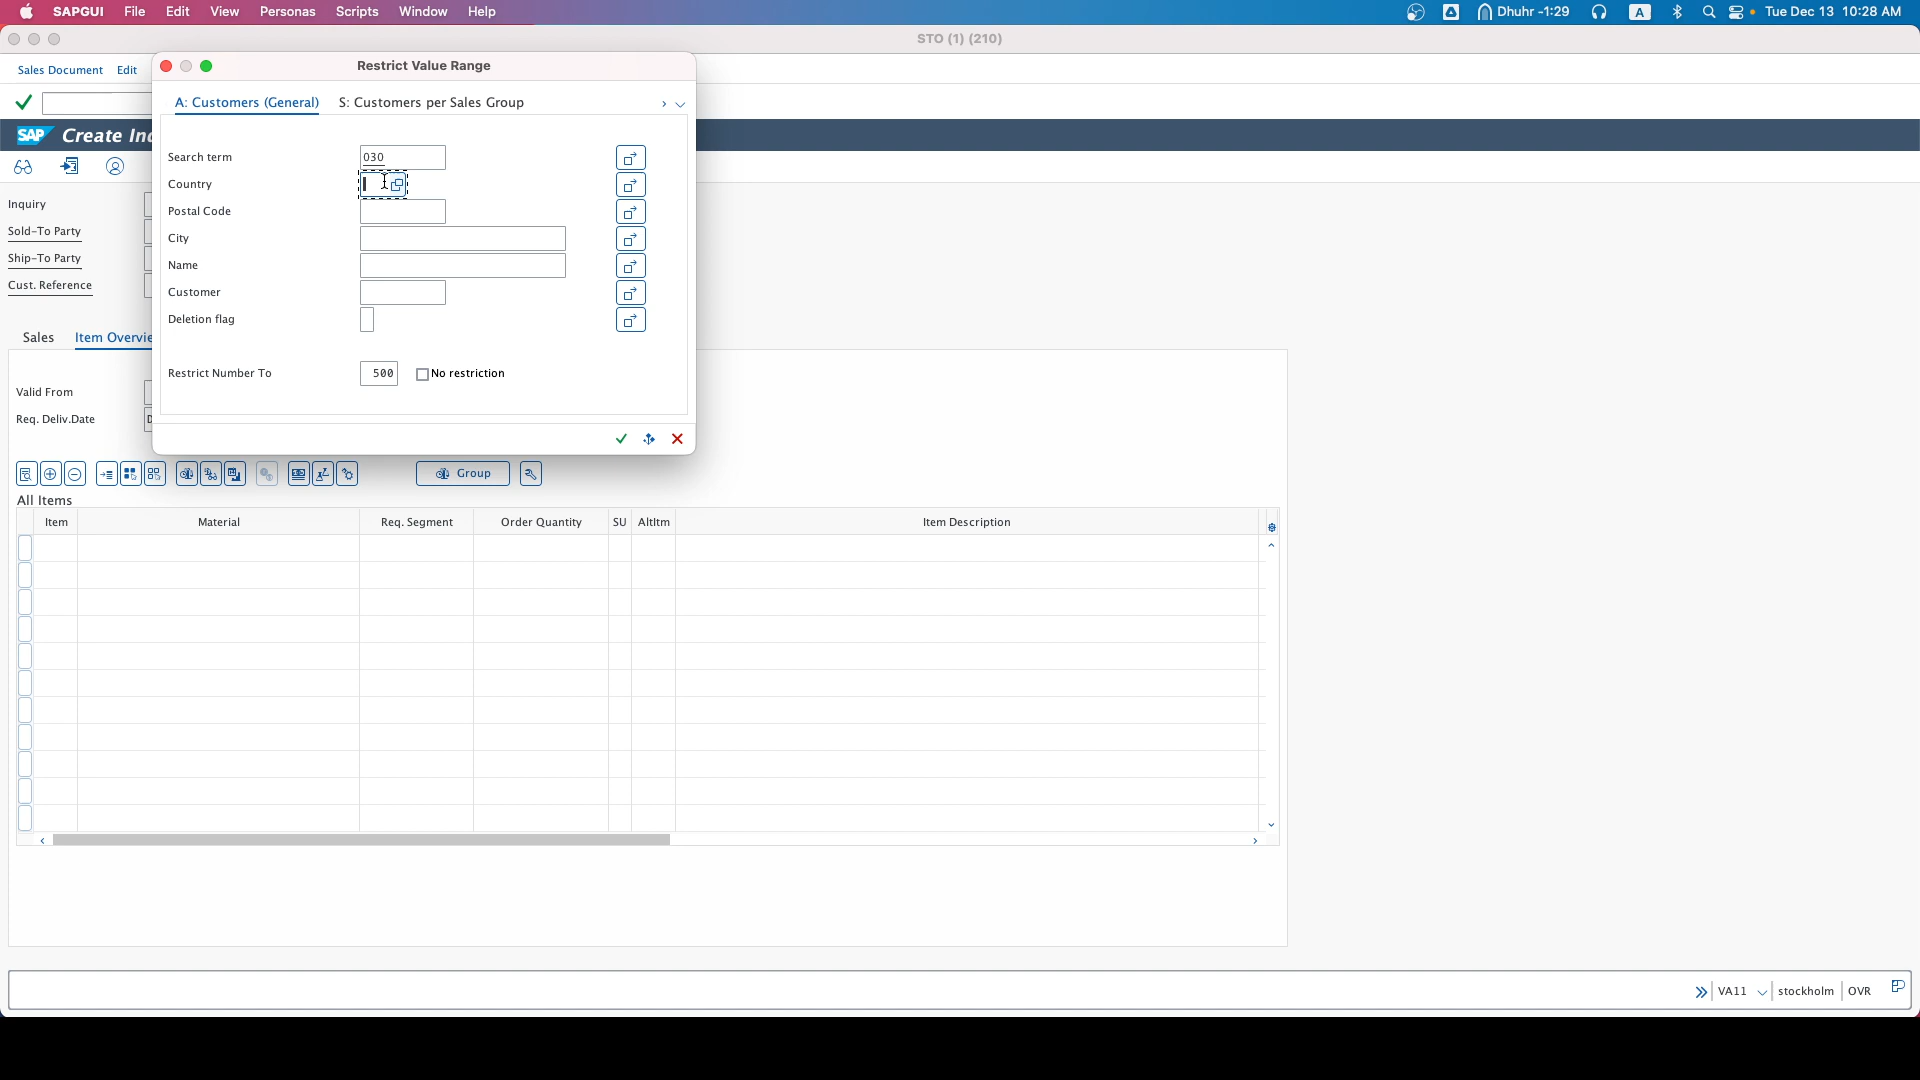 SAPGUI File Edit View Personas Scripts Window Help
Dhuhr -1:29 A Tue Dec 13 10:28 AM
STO (1) (210)
Sales Document Edit
Restrict Value Range
A: Customers (General) S: Customers per Sales Group
SAP Create
Search term 030
Country
Postal Code
City
Name
Customer
Deletion flag
Restrict Number To 500 No restriction
Inquiry
Sold-To Party
Ship-To Party
Cust. Reference
Sales Item
Valid From
Req. Deliv.Date D
Group
All Items
Item Material Req. Segment Order Quantity SU AltItm Item Description
VA11 stockholm OVR